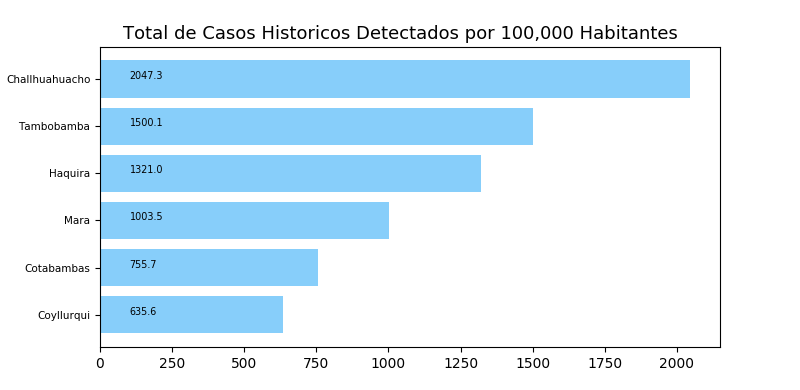 Total de Casos Historicos Detectados por 100,000 Habitantes
Challhuahuacho 2047.3
Tambobamba 1500.1
Haquira 1321.0
Mara 1003.5
Cotabambas 755.7
Coyllurqui 635.6
0 250 500 750 1000 1250 1500 1750 2000